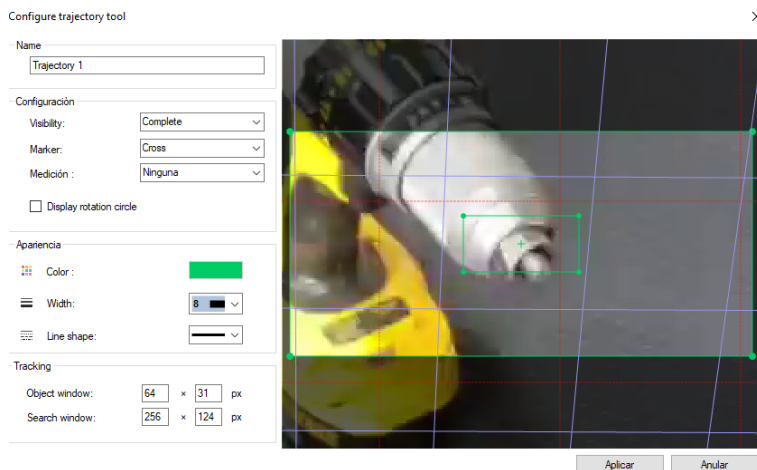 Configure trajectory tool
Name
Trajectory 1
Configuraciòn
Visibility:
Complete
Marker:
Cross
Medición :
Ninguna
Display rotation circle
Apariencia
Color :
Width:
8
Line shape:
Tracking
Object window:
64 × 31 px
Search window:
256 × 124 px
Aplicar
Anular